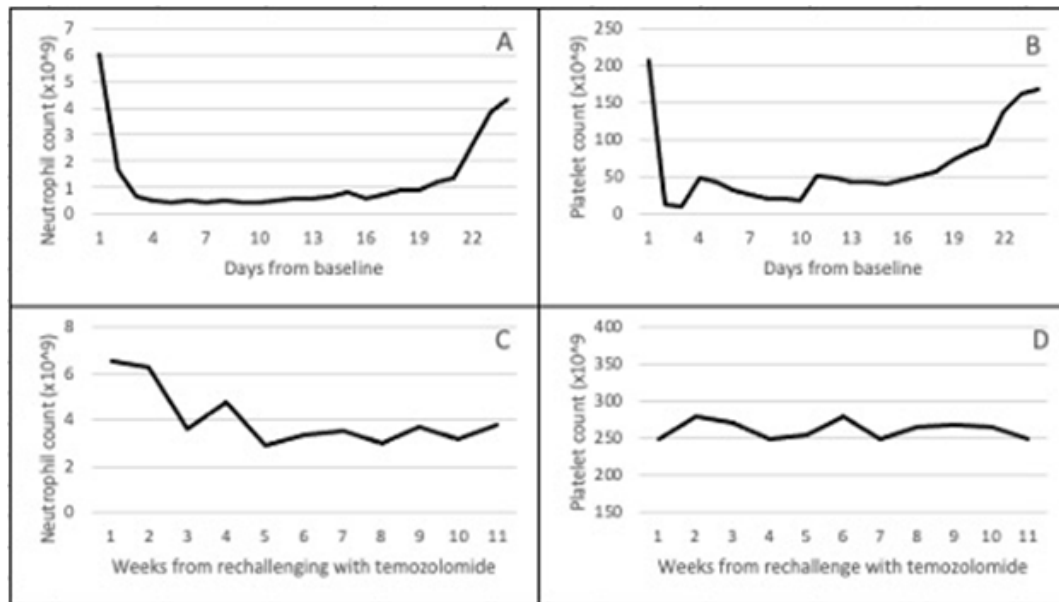 A
Neutrophil count (x10^9)
7
6
5
4
3
2
1
0
1 4 7 10 13 16 19 22
Days from baseline
B
Platelet count (x10^9)
250
200
150
100
50
0
1 4 7 10 13 16 19 22
Days from baseline
C
Neutrophil count (x10^9)
8
6
4
2
0
1 2 3 4 5 6 7 8 9 10 11
Weeks from rechallenging with temozolomide
D
Platelet count (x10^9
400
350
300
250
200
150
1 2 3 4 5 6 7 8 9 10 11
Weeks from rechallenge with temozolomide